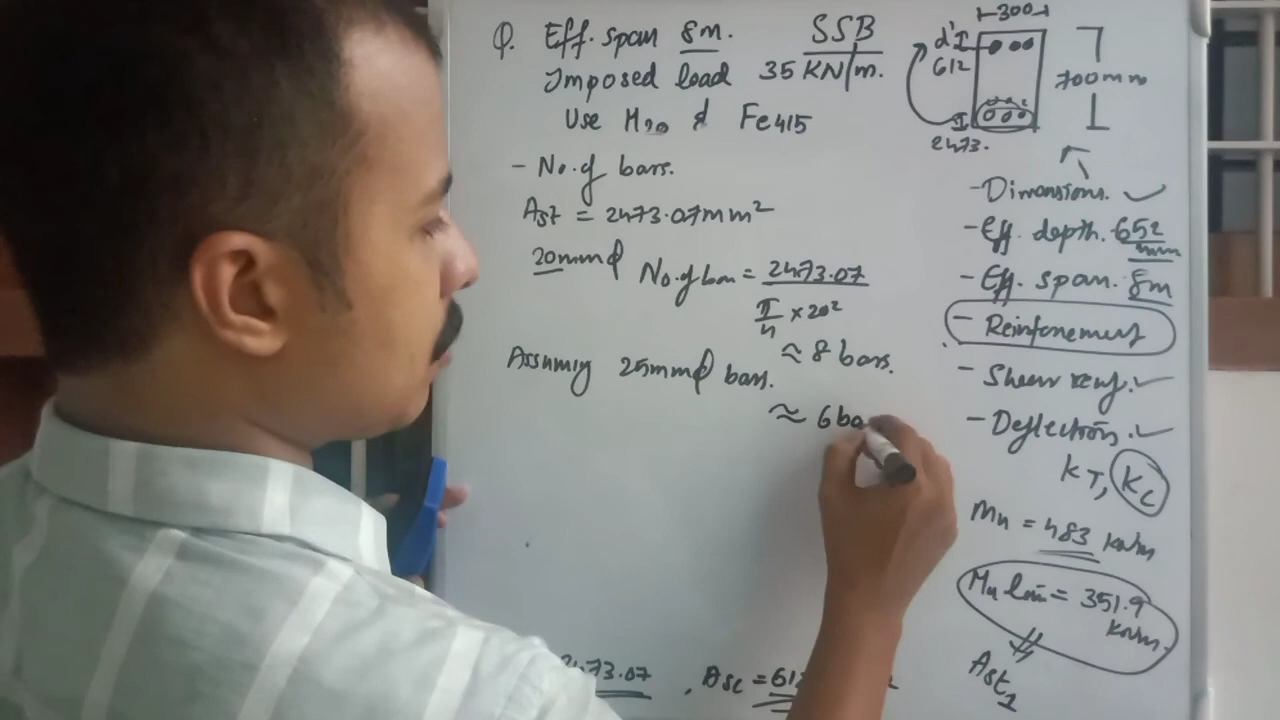 Q. Eff. span 8m. SSB
Imposed load 35 KN/m.
Use M20 & Fe415
- No. of bars.
Ast = 2473.07mm²
20mmϕ No. of bar = 2473.07
π/4 × 20²
≈ 8 bars.
Assumig 25mmϕ bars.
≈ 6 ba
300
d'
612
700mm
2473.
- Dimensions. ✓
- Eff. depth. 652 mm
- Eff. span. 8m
- Reinforcement
- Shear reinf. ✓
- Deflection. ✓
KT, Kc
Mu = 483 KNm
Mu lim = 351.9 KNm.
Ast1
2473.07 , Asc = 61